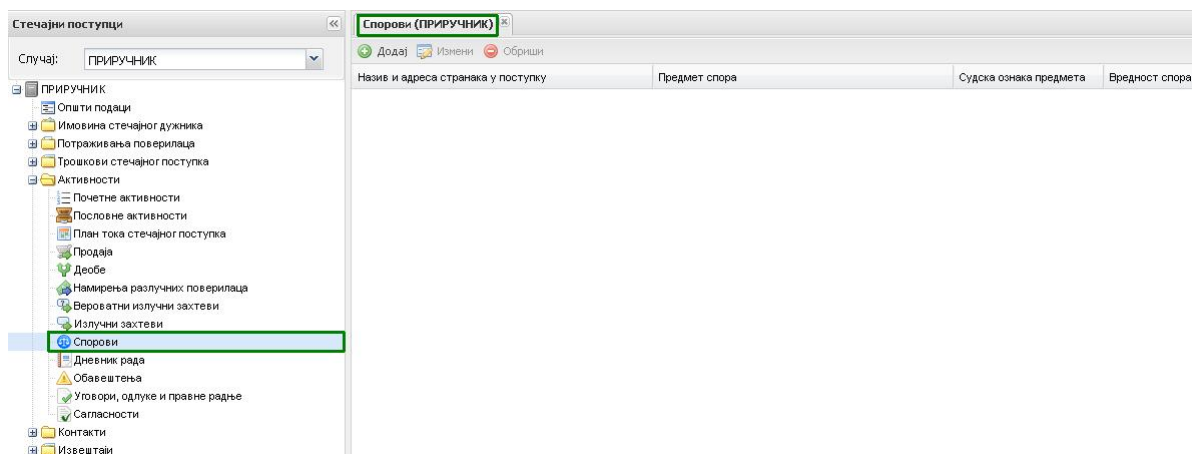 Стечајни поступци
Случај: ПРИРУЧНИК
ПРИРУЧНИК
Општи подаци
Имовина стечајног дужника
Потраживања поверилаца
Трошкови стечајног поступка
Активности
Почетне активности
Пословне активности
План тока стечајног поступка
Продаја
Деобе
Намирења разлучних поверилаца
Вероватни излучни захтеви
Излучни захтеви
Спорови
Дневник рада
Обавештења
Уговори, одлуке и правне радње
Сагласности
Контакти
Извештаји
Спорови (ПРИРУЧНИК)
Додај Измени Обриши
Назив и адреса странака у поступку Предмет спора Судска ознака предмета Вредност спора